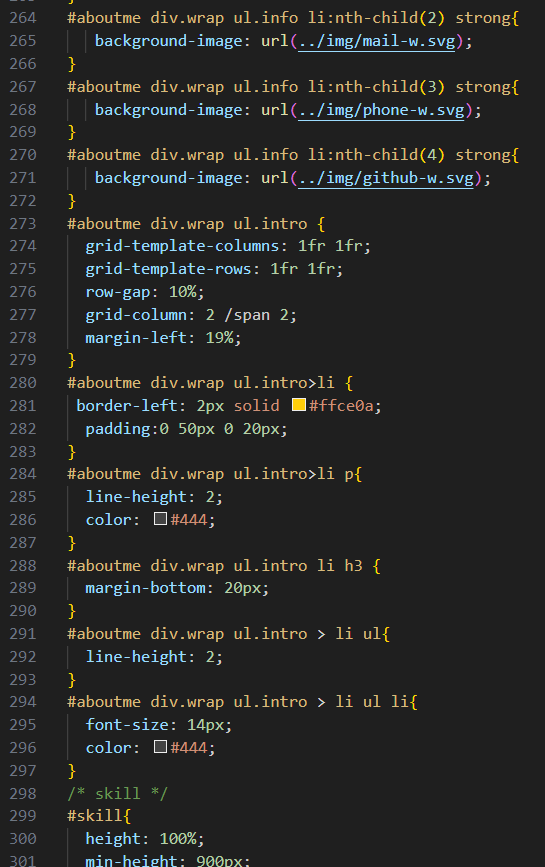 264 #aboutme div.wrap ul.info li:nth-child(2) strong{
265 background-image: url(../img/mail-w.svg);
266 }
267 #aboutme div.wrap ul.info li:nth-child(3) strong{
268 background-image: url(../img/phone-w.svg);
269 }
270 #aboutme div.wrap ul.info li:nth-child(4) strong{
271 background-image: url(../img/github-w.svg);
272 }
273 #aboutme div.wrap ul.intro {
274 grid-template-columns: 1fr 1fr;
275 grid-template-rows: 1fr 1fr;
276 row-gap: 10%;
277 grid-column: 2 /span 2;
278 margin-left: 19%;
279 }
280 #aboutme div.wrap ul.intro>li {
281 border-left: 2px solid #ffce0a;
282 padding:0 50px 0 20px;
283 }
284 #aboutme div.wrap ul.intro>li p{
285 line-height: 2;
286 color: #444;
287 }
288 #aboutme div.wrap ul.intro li h3 {
289 margin-bottom: 20px;
290 }
291 #aboutme div.wrap ul.intro > li ul{
292 line-height: 2;
293 }
294 #aboutme div.wrap ul.intro > li ul li{
295 font-size: 14px;
296 color: #444;
297 }
298 /* skill */
299 #skill{
300 height: 100%;
301 min-height: 900px;